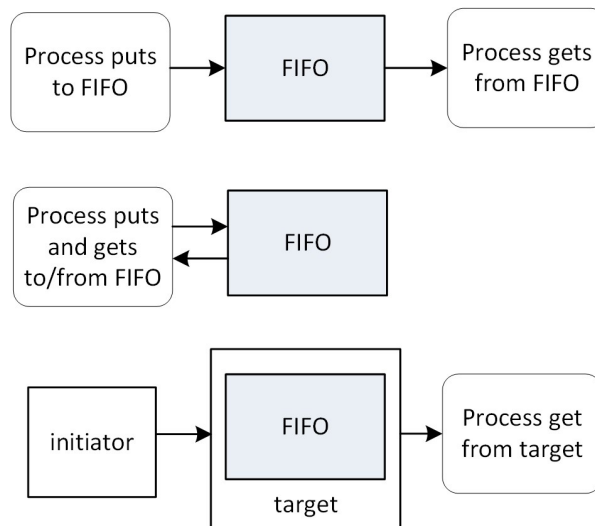 Process puts
to FIFO
FIFO
Process gets
from FIFO
Process puts
and gets
to/from FIFO
FIFO
initiator
FIFO
target
Process get
from target